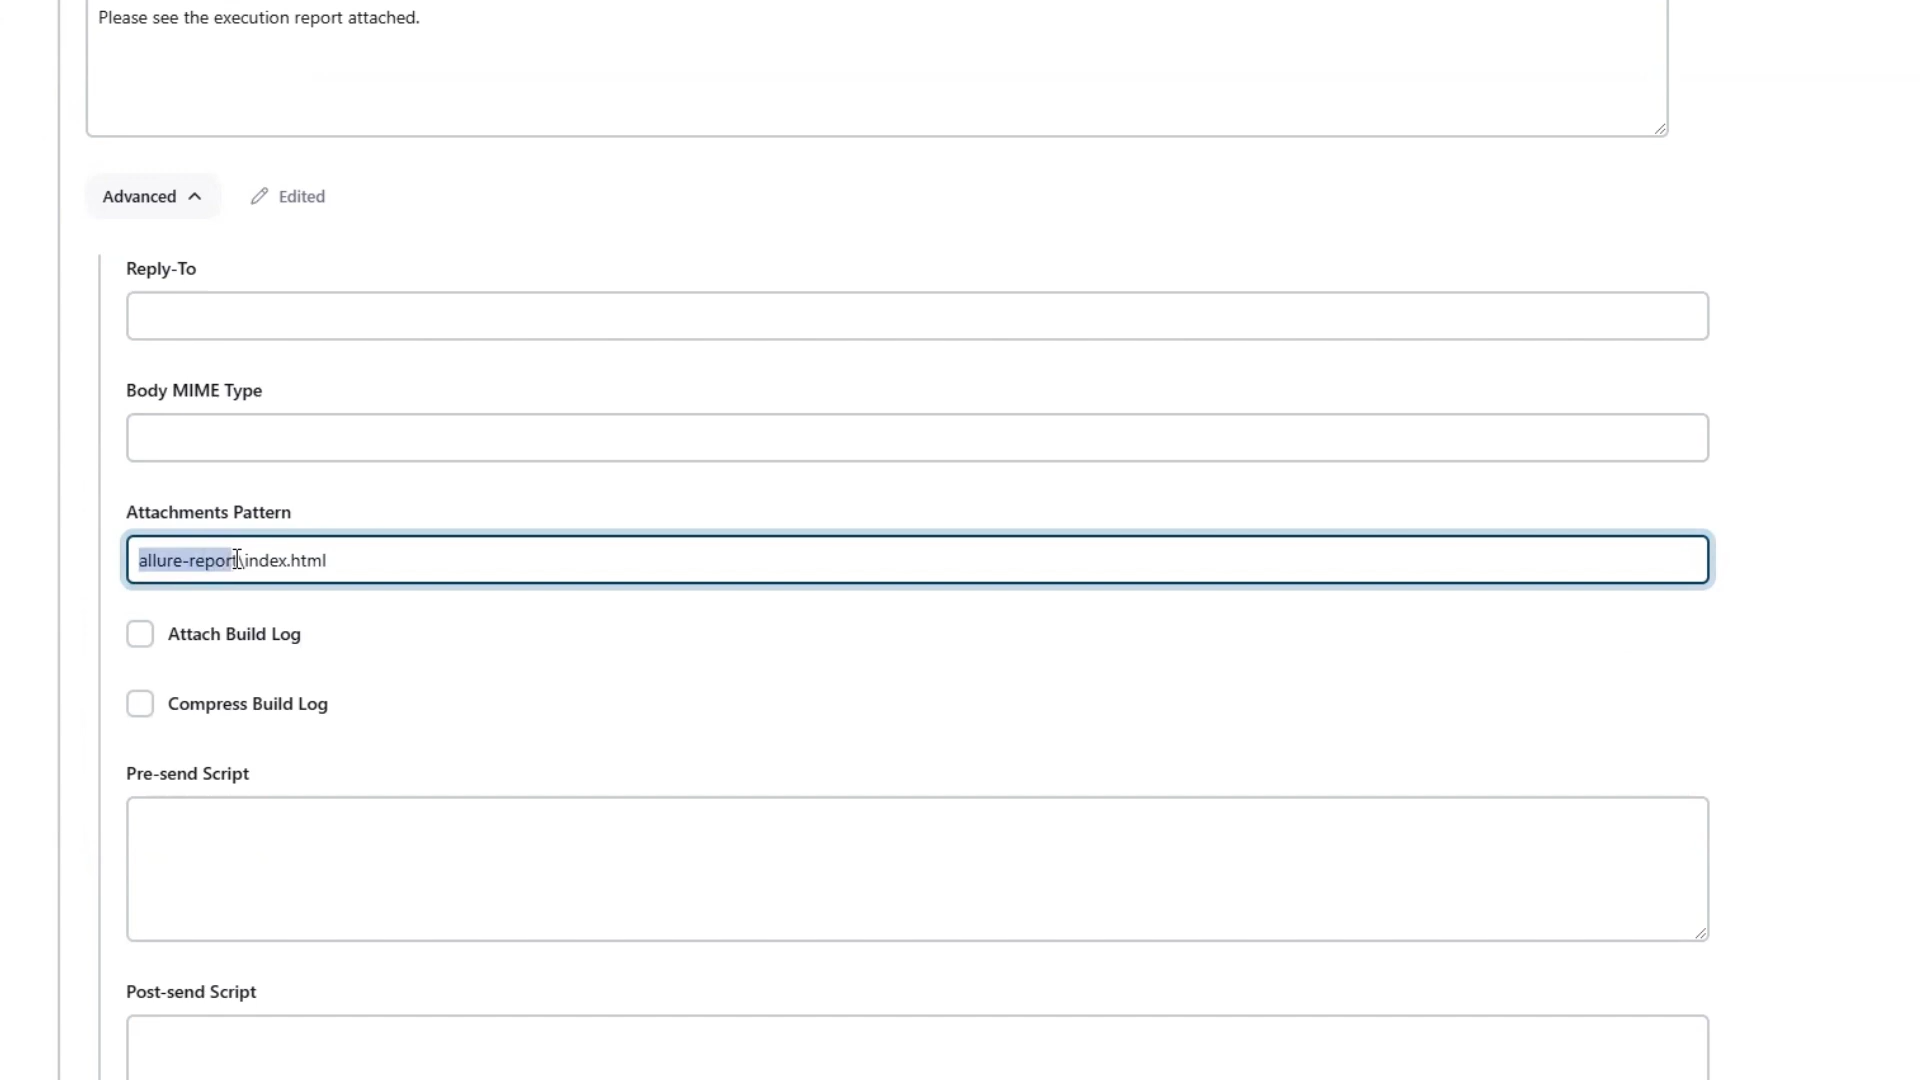 Please see the execution report attached.
Advanced
Edited
Reply-To
Body MIME Type
Attachments Pattern
allure-report\index.html
Attach Build Log
Compress Build Log
Pre-send Script
Post-send Script